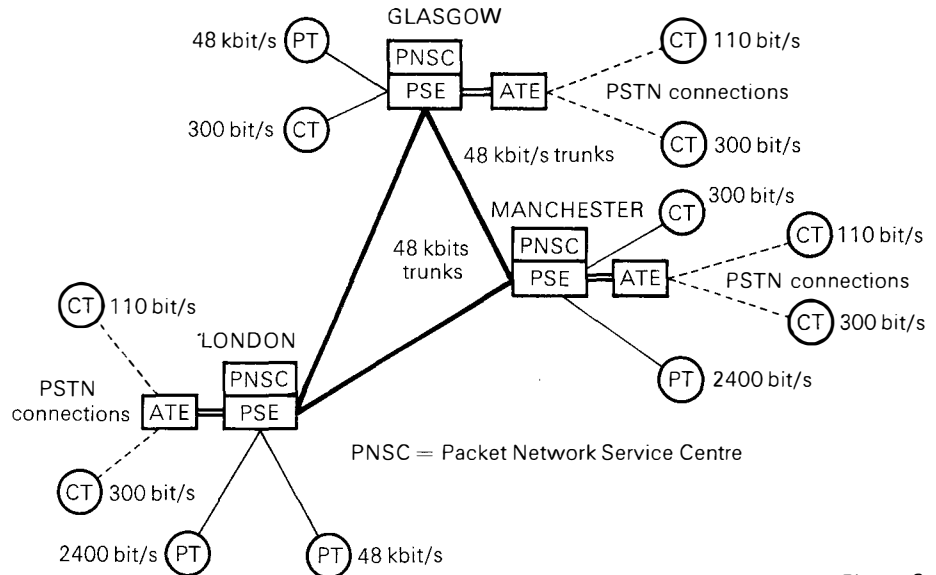 GLASGOW
48 kbit/s PT
PNSC
CT 110 bit/s
PSE
ATE
PSTN connections
300 bit/s CT
CT 300 bit/s
48 kbit/s trunks
300 bit/s
CT
MANCHESTER
PNSC
CT 110 bit/s
48 kbits
trunks
PSE
ATE
PSTN connections
CT 300 bit/s
CT 110 bit/s
LONDON
PNSC
PT 2400 bit/s
PSTN
connections
ATE
PSE
PNSC = Packet Network Service Centre
CT 300 bit/s
2400 bit/s PT
PT 48 kbit/s